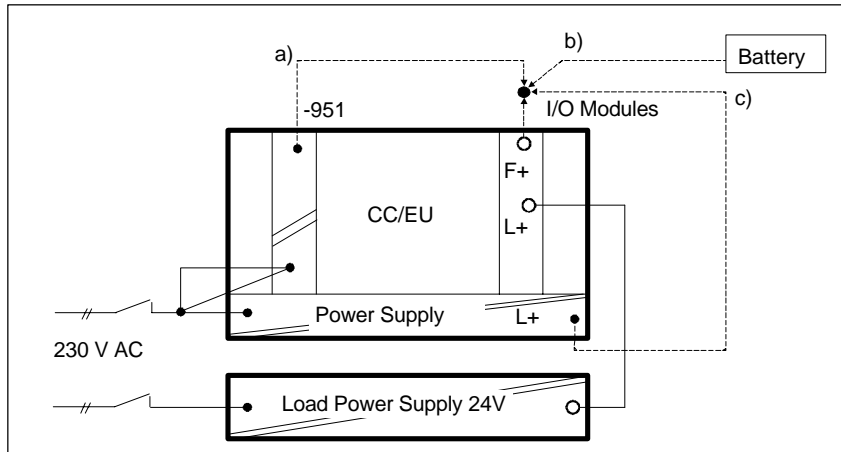 a)
b)
Battery
c)
-951
I/O Modules
F+
CC/EU
L+
Power Supply
L+
230 V AC
Load Power Supply 24V